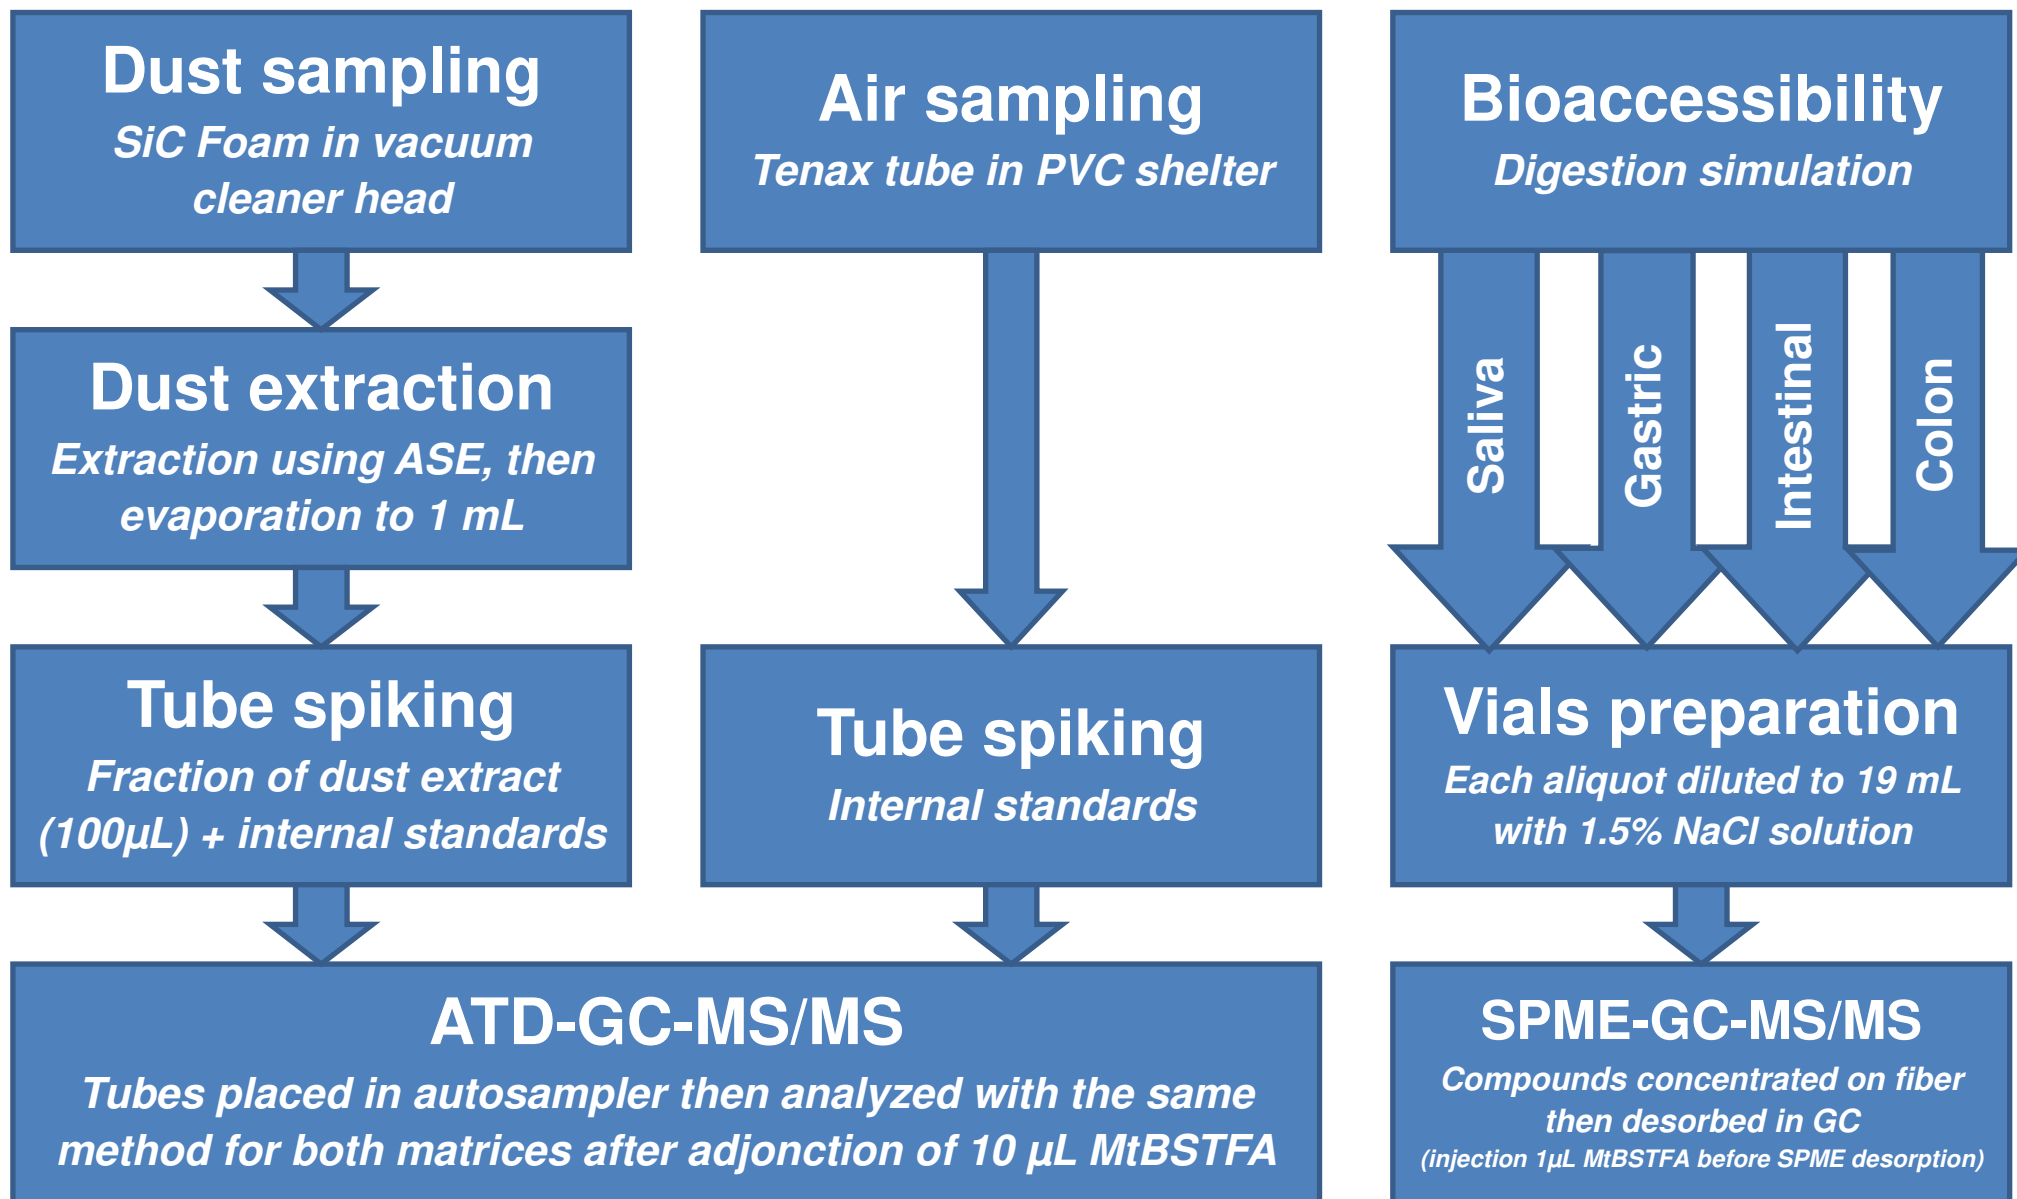 Dust sampling
SiC Foam in vacuum
cleaner head
Dust extraction
Extraction using ASE, then
evaporation to 1 mL
Tube spiking
Fraction of dust extract
(100µL) + internal standards
Air sampling
Tenax tube in PVC shelter
Tube spiking
Internal standards
ATD-GC-MS/MS
Tubes placed in autosampler then analyzed with the same
method for both matrices after adjonction of 10 µL MtBSTFA
Bioaccessibility
Digestion simulation
Saliva
Gastric
Intestinal
Colon
Vials preparation
Each aliquot diluted to 19 mL
with 1.5% NaCl solution
SPME-GC-MS/MS
Compounds concentrated on fiber
then desorbed in GC
(injection 1µL MtBSTFA before SPME desorption)